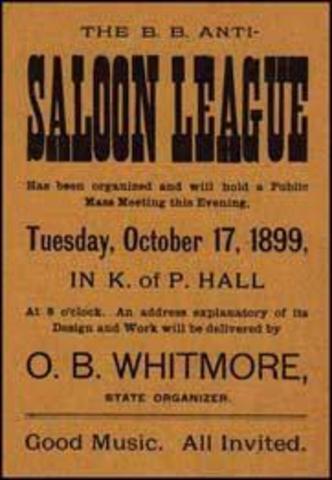 THE B. B. ANTI-
SALOON LEAGUE
Has been organized and will hold a Public
Mass Meeting this Evening,
Tuesday, October 17, 1899,
IN K. of P. HALL
At 8 o'clock. An address explanatory of its
Design and Work will be delivered by
O. B. WHITMORE,
STATE ORGANIZER.
Good Music. All Invited.